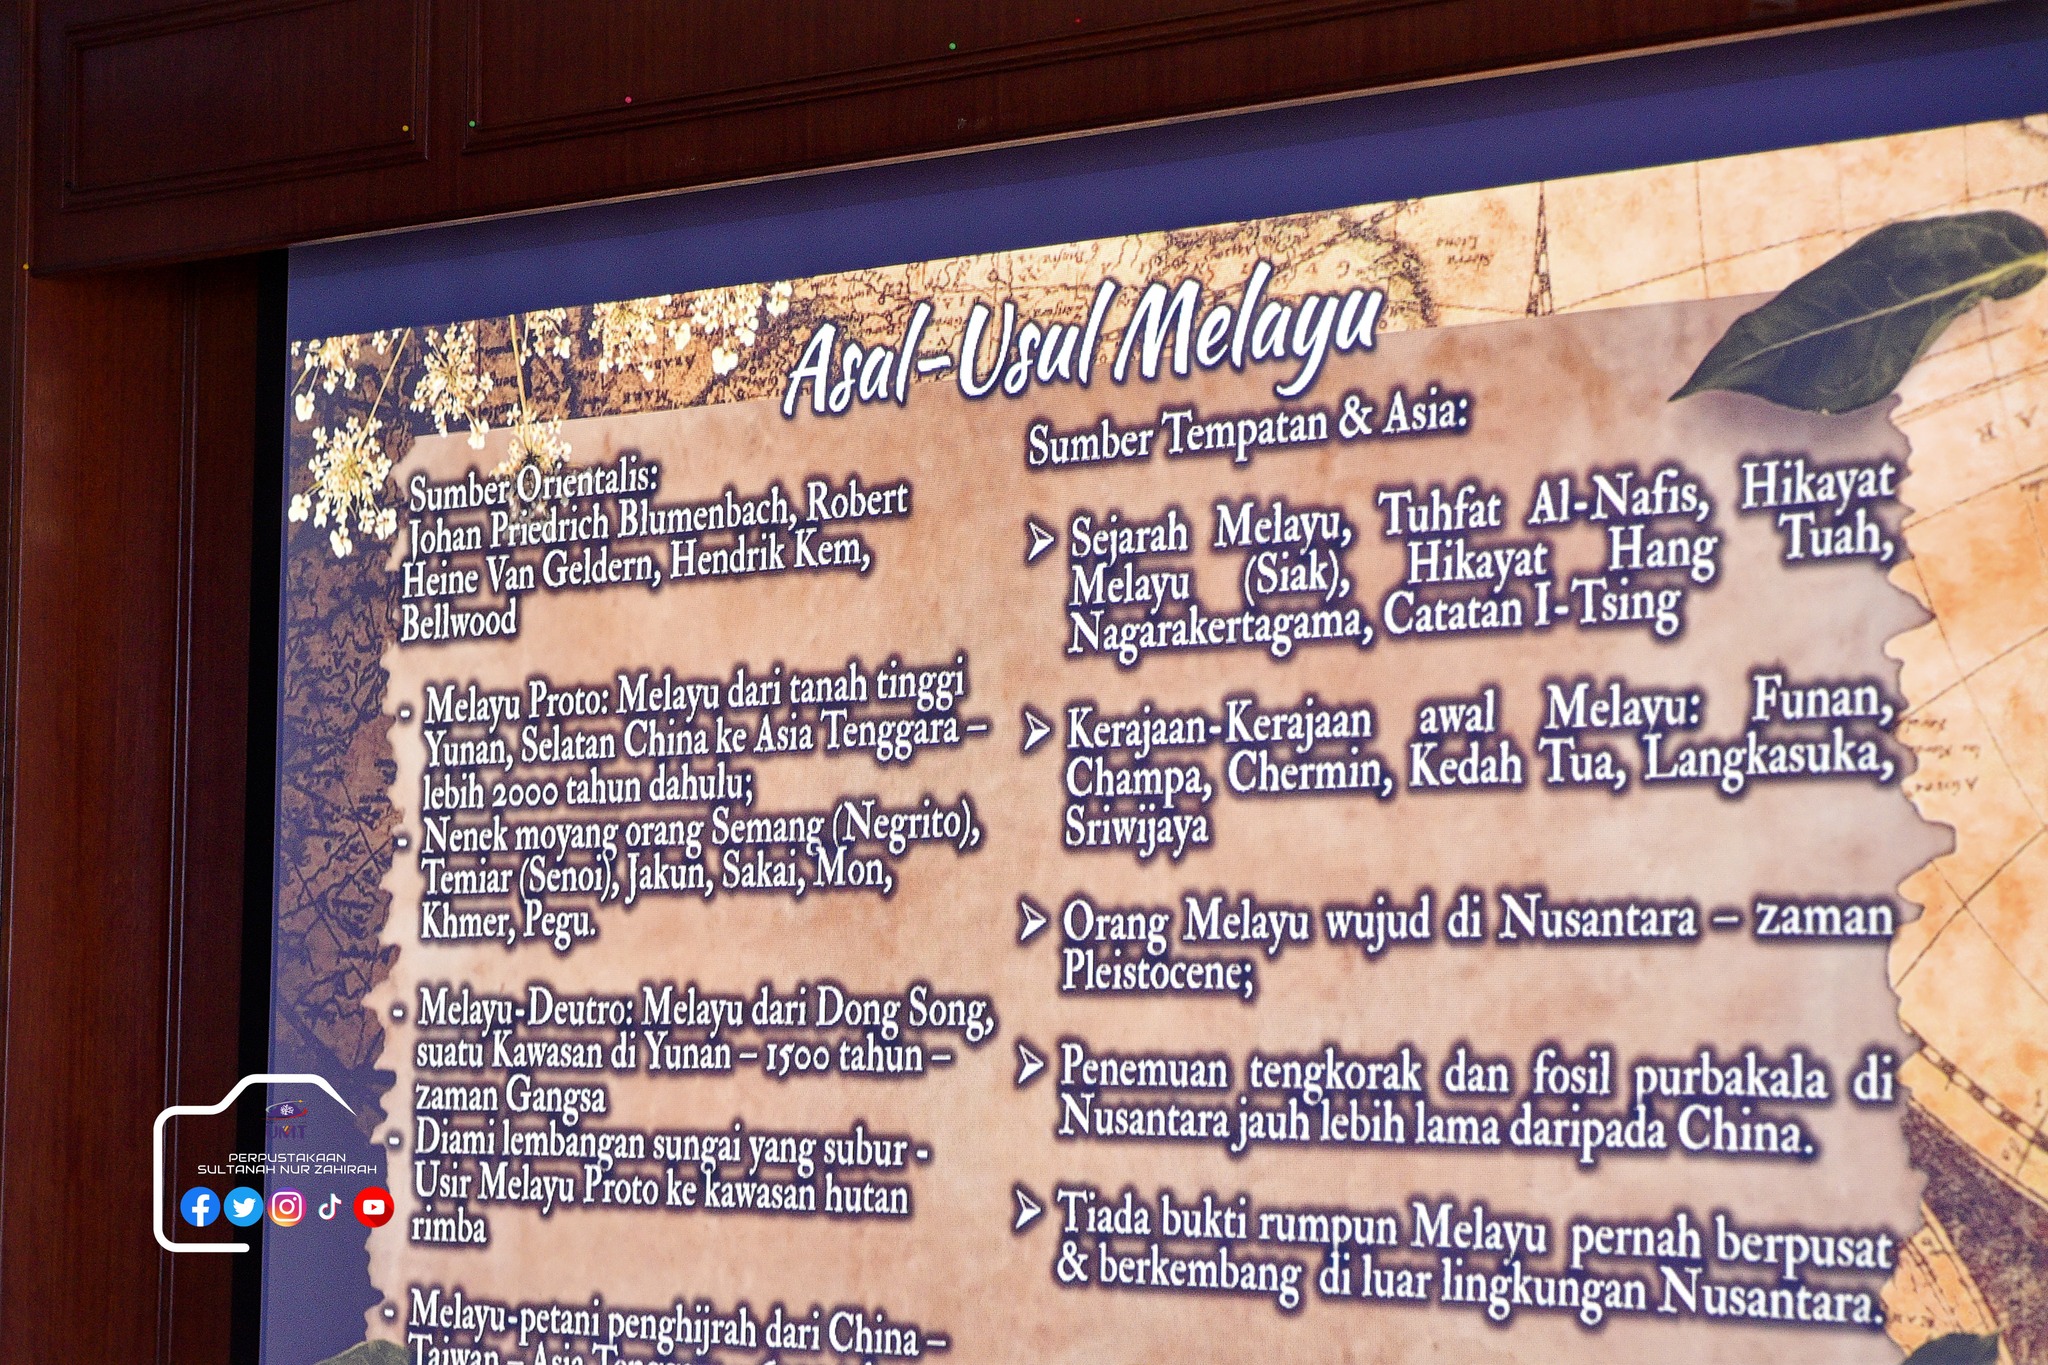 Asal-Usul Melayu
Sumber Orientalis:
Johan Priedrich Blumenbach, Robert
Heine Van Geldern, Hendrik Kem,
Bellwood
- Melayu Proto: Melayu dari tanah tinggi
Yunan, Selatan China ke Asia Tenggara –
lebih 2000 tahun dahulu;
- Nenek moyang orang Semang (Negrito),
Temiar (Senoi), Jakun, Sakai, Mon,
Khmer, Pegu.
- Melayu-Deutro: Melayu dari Dong Song,
suatu Kawasan di Yunan – 1500 tahun –
zaman Gangsa
- Diami lembangan sungai yang subur -
Usir Melayu Proto ke kawasan hutan
rimba
- Melayu-petani penghijrah dari China –
Taiwan – Asia
Sumber Tempatan & Asia:
➢ Sejarah Melayu, Tuhfat Al-Nafis, Hikayat
Melayu (Siak), Hikayat Hang Tuah,
Nagarakertagama, Catatan I-Tsing
➢ Kerajaan-Kerajaan awal Melayu: Funan,
Champa, Chermin, Kedah Tua, Langkasuka,
Sriwijaya
➢ Orang Melayu wujud di Nusantara – zaman
Pleistocene;
➢ Penemuan tengkorak dan fosil purbakala di
Nusantara jauh lebih lama daripada China.
➢ Tiada bukti rumpun Melayu pernah berpusat
& berkembang di luar lingkungan Nusantara.
UMT
PERPUSTAKAAN
SULTANAH NUR ZAHIRAH